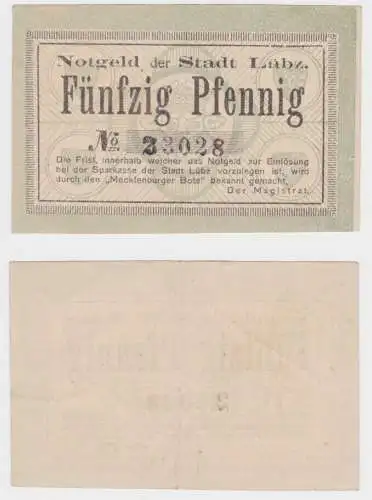 Notgeld der Stadt Lübz.
Fünfzig Pfennig
No. 23028
Die Frist, innerhalb welcher das Notgeld zur Einlösung
bei der Sparkasse der Stadt Lübz vorzulegen ist, wird
durch den „Mecklenburger Bote" bekannt gemacht.
Der Magistrat.